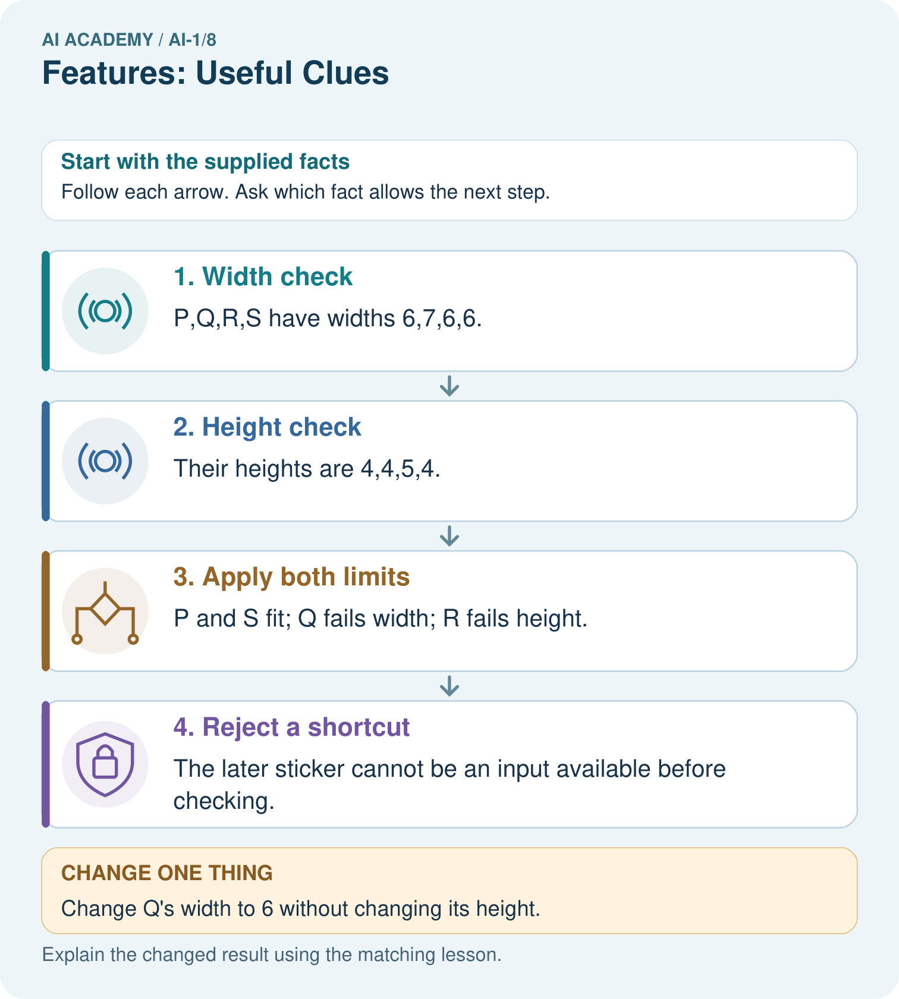 AI ACADEMY / AI-1/8
Features: Useful Clues
Start with the supplied facts
Follow each arrow. Ask which fact allows the next step.
1. Width check
P,Q,R,S have widths 6,7,6,6.
2. Height check
Their heights are 4,4,5,4.
3. Apply both limits
P and S fit; Q fails width; R fails height.
4. Reject a shortcut
The later sticker cannot be an input available before
checking.
CHANGE ONE THING
Change Q's width to 6 without changing its height.
Explain the changed result using the matching lesson.